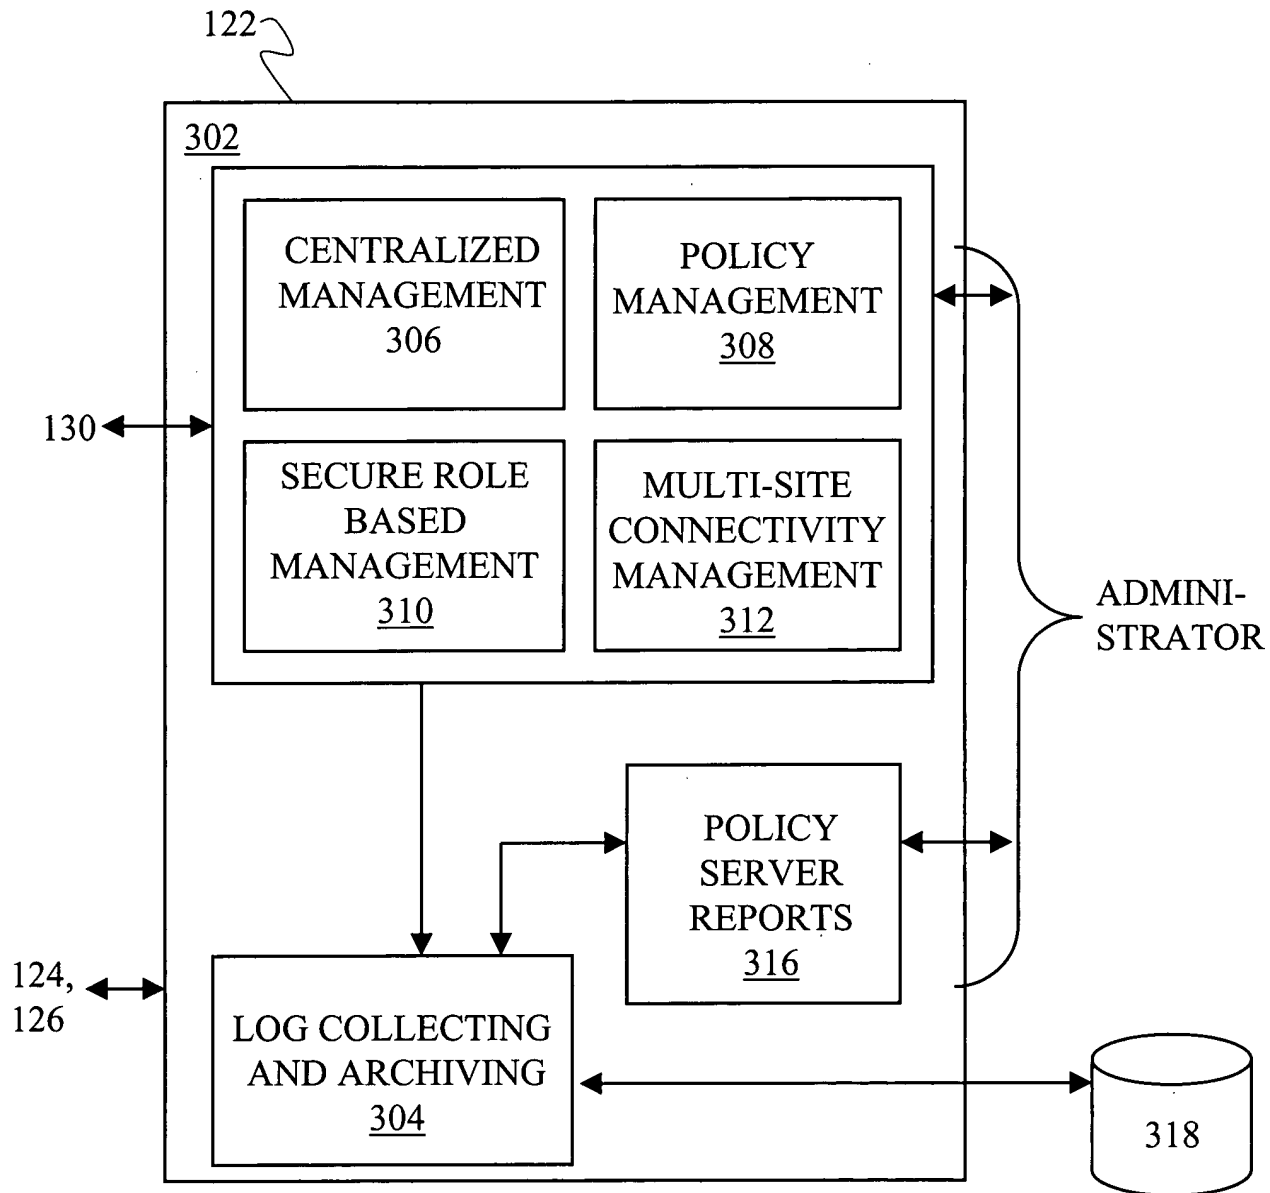 122
302
CENTRALIZED
MANAGEMENT
306
POLICY
MANAGEMENT
308
130
SECURE ROLE
BASED
MANAGEMENT
310
MULTI-SITE
CONNECTIVITY
MANAGEMENT
312
ADMINI-
STRATOR
POLICY
SERVER
REPORTS
316
124,
126
LOG COLLECTING
AND ARCHIVING
304
318